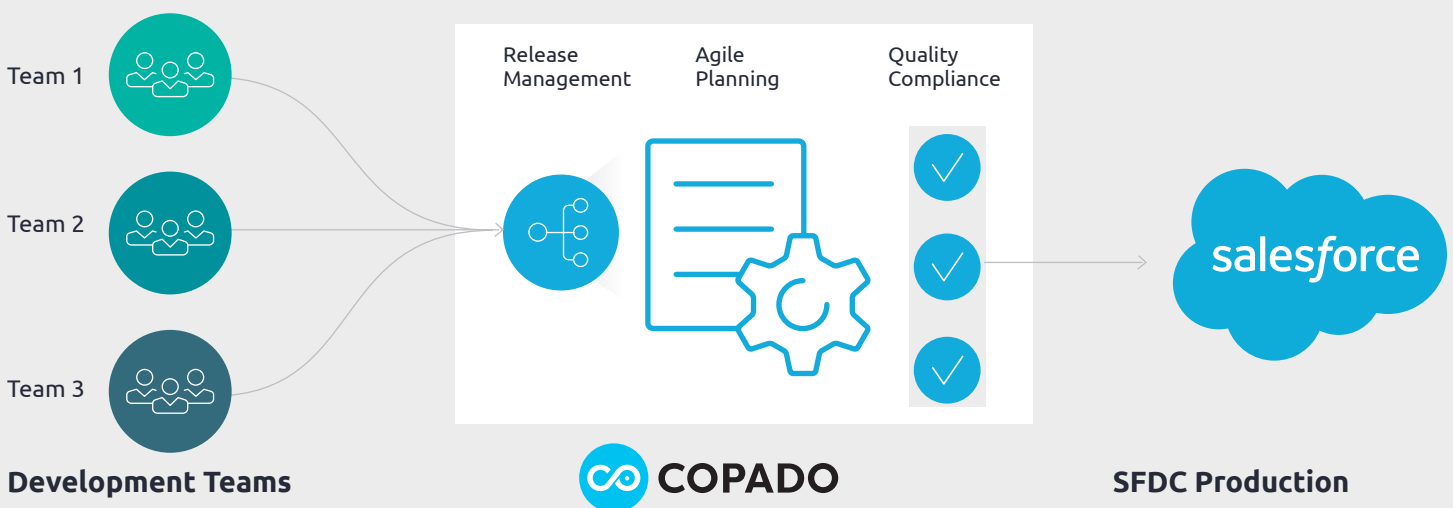 Team 1
Team 2
Team 3
Development Teams
Release
Management
Agile
Planning
Quality
Compliance
COPADO
salesforce
SFDC Production